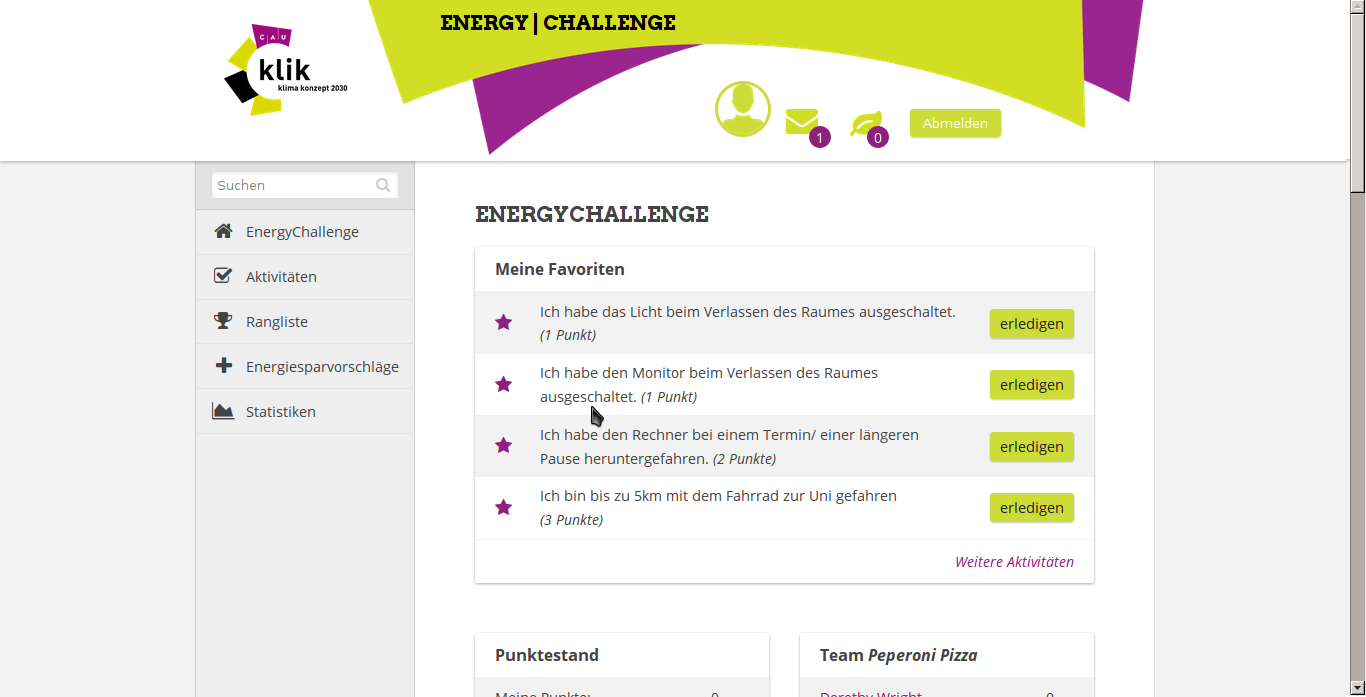 ENERGY | CHALLENGE
CAU
klik
klima konzept 2030
1
0
Abmelden
Suchen
EnergyChallenge
Aktivitäten
Rangliste
Energiesparvorschläge
Statistiken
ENERGYCHALLENGE
Meine Favoriten
Ich habe das Licht beim Verlassen des Raumes ausgeschaltet.
(1 Punkt)
erledigen
Ich habe den Monitor beim Verlassen des Raumes
ausgeschaltet. (1 Punkt)
erledigen
Ich habe den Rechner bei einem Termin/ einer längeren
Pause heruntergefahren. (2 Punkte)
erledigen
Ich bin bis zu 5km mit dem Fahrrad zur Uni gefahren
(3 Punkte)
erledigen
Weitere Aktivitäten
Punktestand
Meine Punkte: 0
Team Peperoni Pizza
Dorothy Wright 0